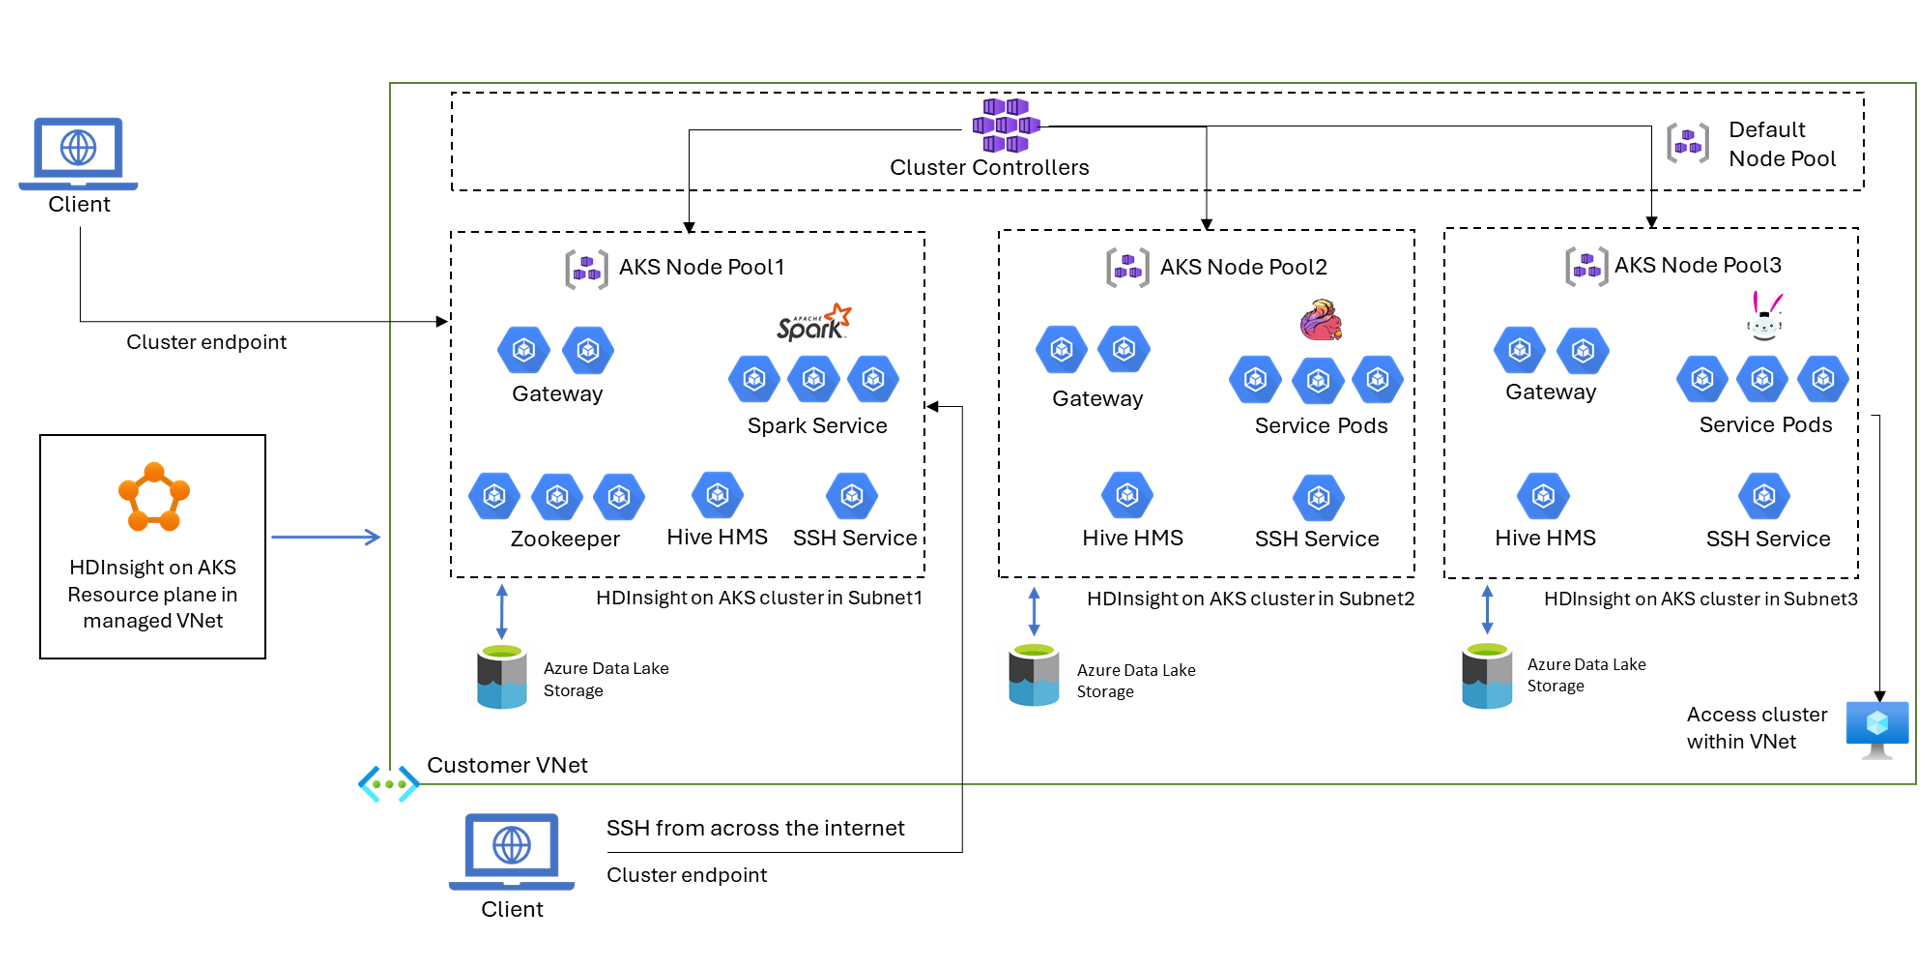 Client
Cluster endpoint
HDInsight on AKS
Resource plane in
managed VNet
Cluster Controllers
Default
Node Pool
AKS Node Pool1
APACHE
Spark
Gateway
Spark Service
Zookeeper
Hive HMS
SSH Service
HDInsight on AKS cluster in Subnet1
Azure Data Lake
Storage
AKS Node Pool2
Gateway
Service Pods
Hive HMS
SSH Service
HDInsight on AKS cluster in Subnet2
Azure Data Lake
Storage
AKS Node Pool3
Gateway
Service Pods
Hive HMS
SSH Service
HDInsight on AKS cluster in Subnet3
Azure Data Lake
Storage
Access cluster
within VNet
Customer VNet
SSH from across the internet
Cluster endpoint
Client